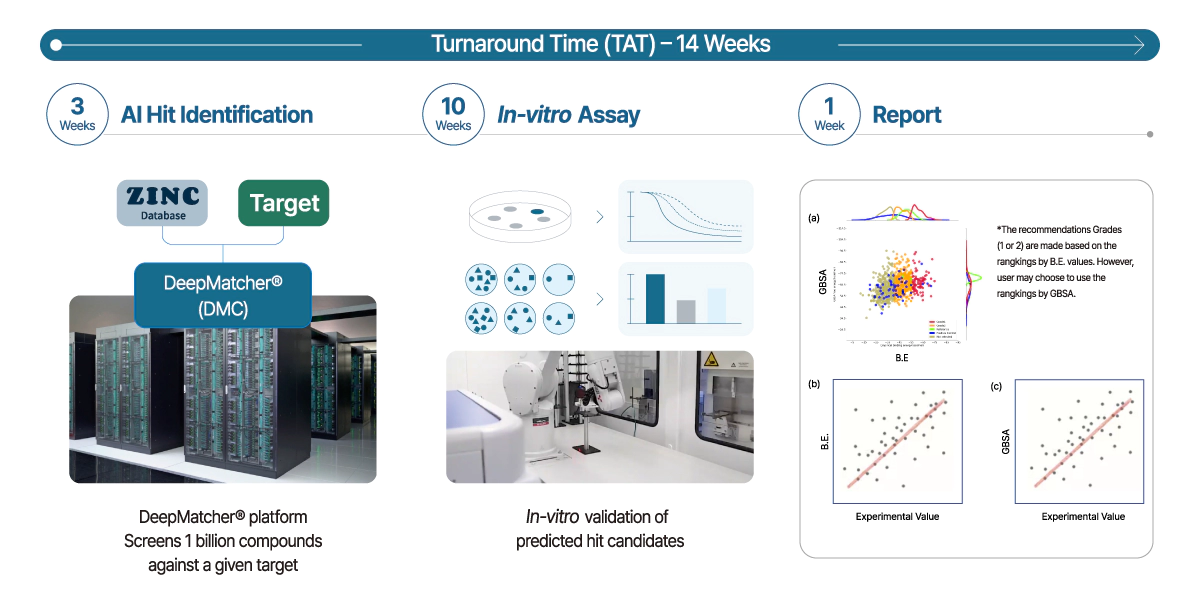 Turnaround Time (TAT) – 14 Weeks
3
Weeks
AI Hit Identification
10
Weeks
In-vitro Assay
1
Week
Report
ZINC
Database
Target
DeepMatcher®
(DMC)
DeepMatcher® platform
Screens 1 billion compounds
against a given target
In-vitro validation of
predicted hit candidates
(a)
GBSA
B.E
*The recommendations Grades
(1 or 2) are made based on the
rangkings by B.E. values. However,
user may choose to use the
rangkings by GBSA.
(b)
B.E.
Experimental Value
(c)
GBSA
Experimental Value